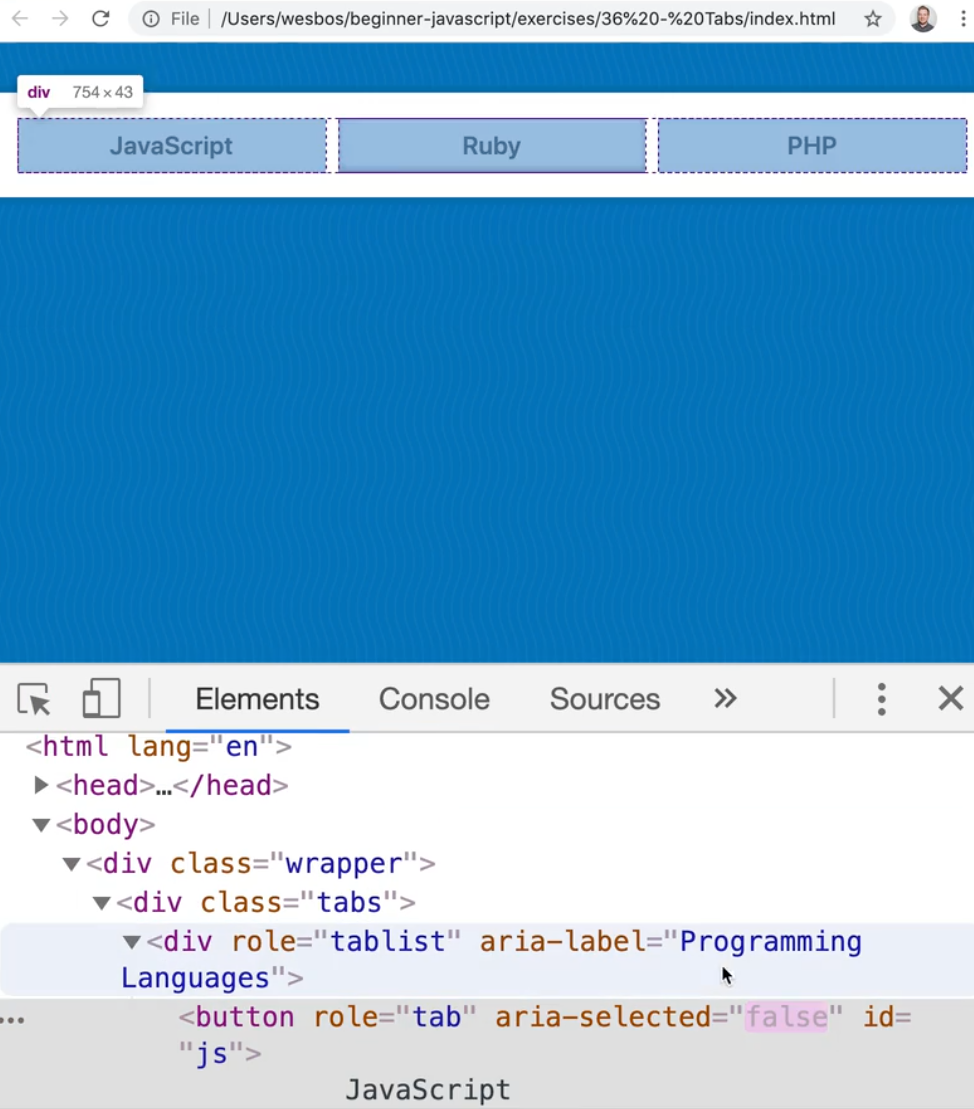 File | /Users/wesbos/beginner-javascript/exercises/36%20-%20Tabs/index.html
div 754 × 43
JavaScript Ruby PHP
Elements Console Sources »
<html lang="en">
▶<head>…</head>
▼<body>
▼<div class="wrapper">
▼<div class="tabs">
▼<div role="tablist" aria-label="Programming
Languages">
<button role="tab" aria-selected="false" id=
"js">
JavaScript